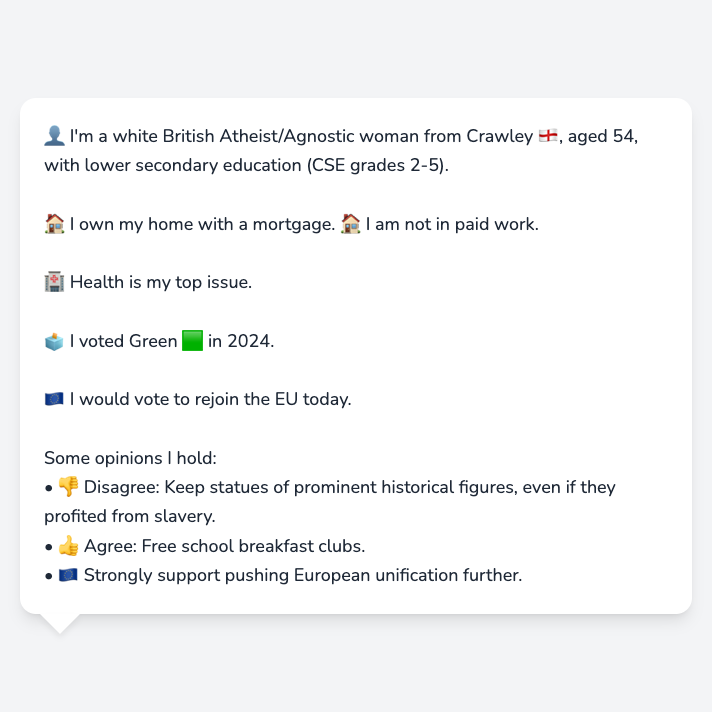 👤 I'm a white British Atheist/Agnostic woman from Crawley 🏴󠁧󠁢󠁥󠁮󠁧󠁿, aged 54,
with lower secondary education (CSE grades 2-5).
🏠 I own my home with a mortgage. 🏠 I am not in paid work.
🏥 Health is my top issue.
🗳️ I voted Green 🟩 in 2024.
🇪🇺 I would vote to rejoin the EU today.
Some opinions I hold:
• 👎 Disagree: Keep statues of prominent historical figures, even if they
profited from slavery.
• 👍 Agree: Free school breakfast clubs.
• 🇪🇺 Strongly support pushing European unification further.